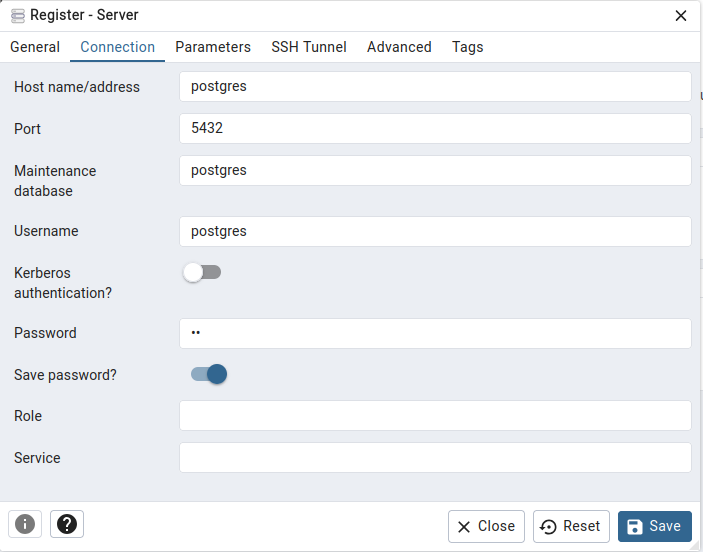 Register - Server
General Connection Parameters SSH Tunnel Advanced Tags
Host name/address postgres
Port 5432
Maintenance database postgres
Username postgres
Kerberos authentication?
Password ••
Save password?
Role
Service
Close Reset Save